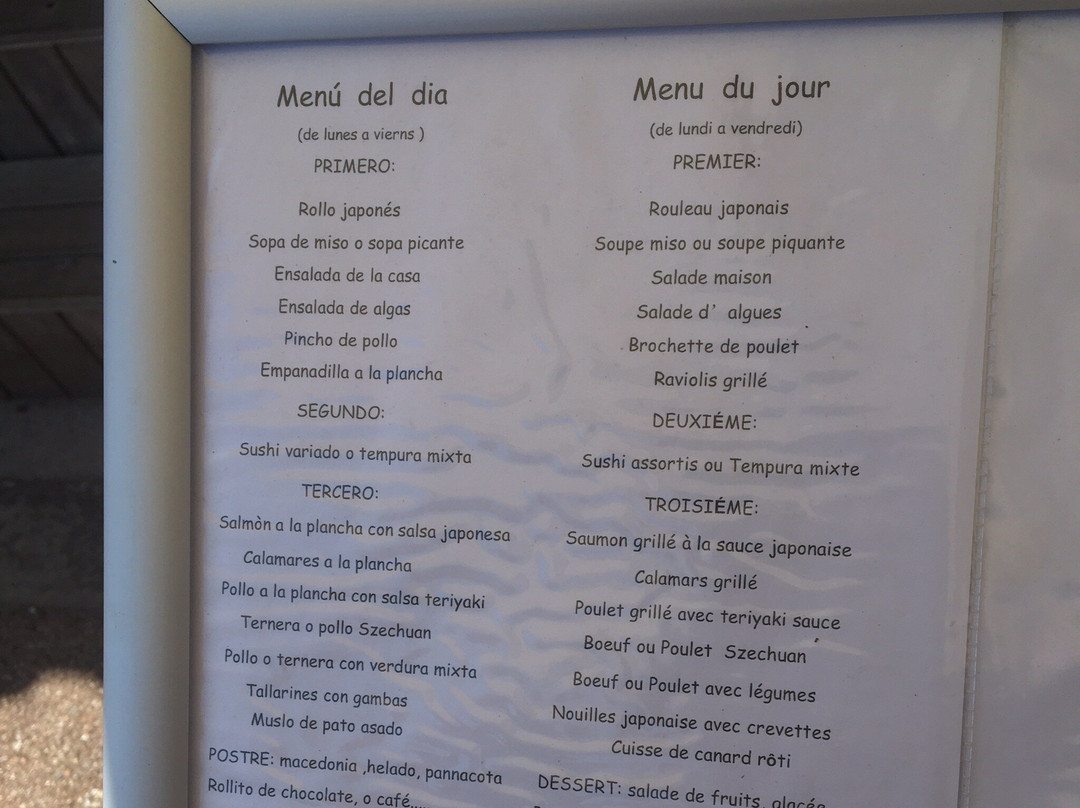 Menú del dia
(de lunes a vierns )
PRIMERO:
Rollo japonés
Sopa de miso o sopa picante
Ensalada de la casa
Ensalada de algas
Pincho de pollo
Empanadilla a la plancha
SEGUNDO:
Sushi variado o tempura mixta
TERCERO:
Salmòn a la plancha con salsa japonesa
Calamares a la plancha
Pollo a la plancha con salsa teriyaki
Ternera o pollo Szechuan
Pollo o ternera con verdura mixta
Tallarines con gambas
Muslo de pato asado
POSTRE: macedonia ,helado, pannacota
Rollito de chocolate, o café.....
Menu du jour
(de lundi a vendredi)
PREMIER:
Rouleau japonais
Soupe miso ou soupe piquante
Salade maison
Salade d' algues
Brochette de poulet
Raviolis grillé
DEUXIÉME:
Sushi assortis ou Tempura mixte
TROISIÉME:
Saumon grillé à la sauce japonaise
Calamars grillé
Poulet grillé avec teriyaki sauce
Boeuf ou Poulet Szechuan
Boeuf ou Poulet avec légumes
Nouilles japonaise avec crevettes
Cuisse de canard rôti
DESSERT: salade de fruits, glacée